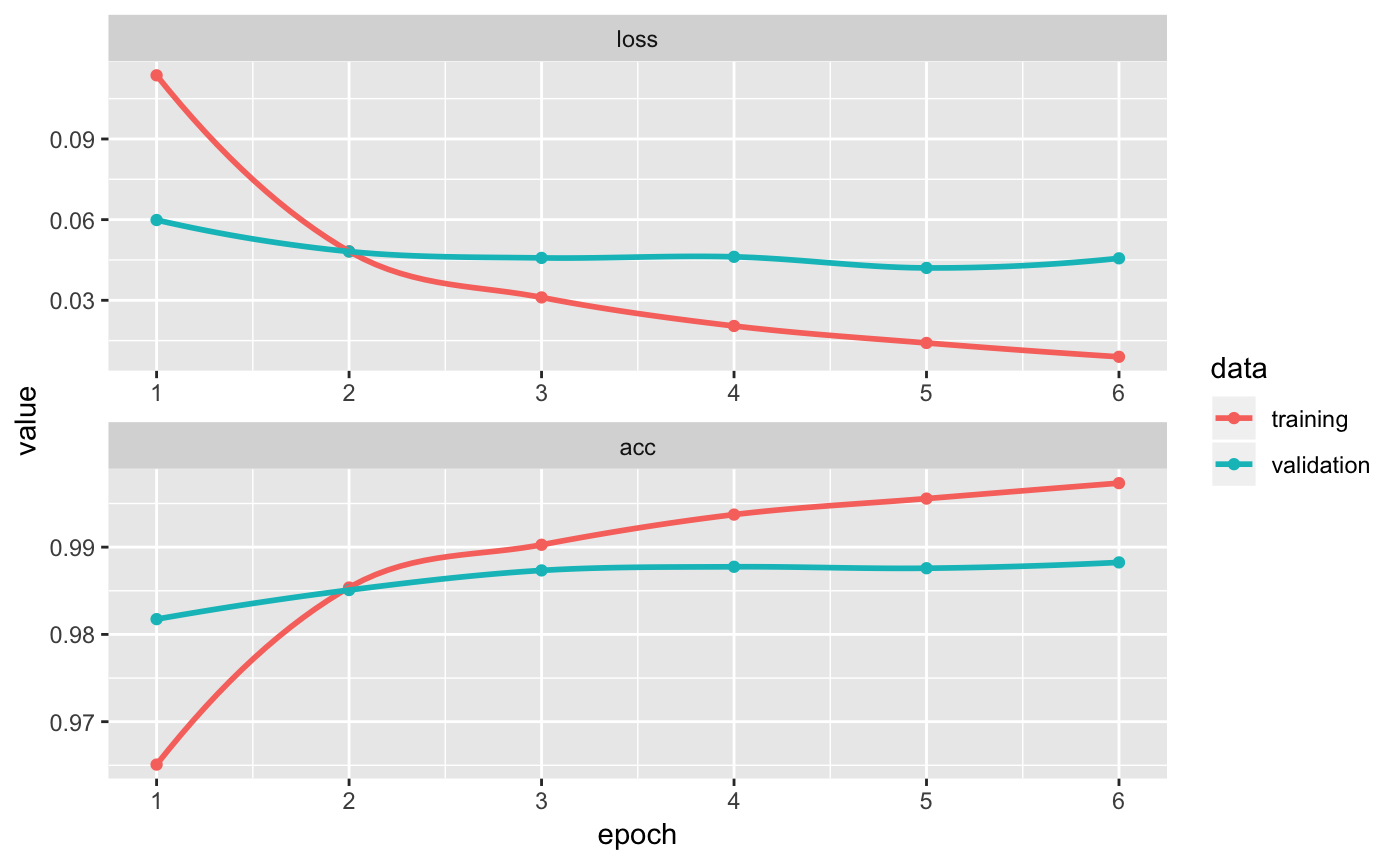 loss
0.09
0.06
0.03
1 2 3 4 5 6
value
acc
0.99
0.98
0.97
1 2 3 4 5 6
epoch
data
training
validation